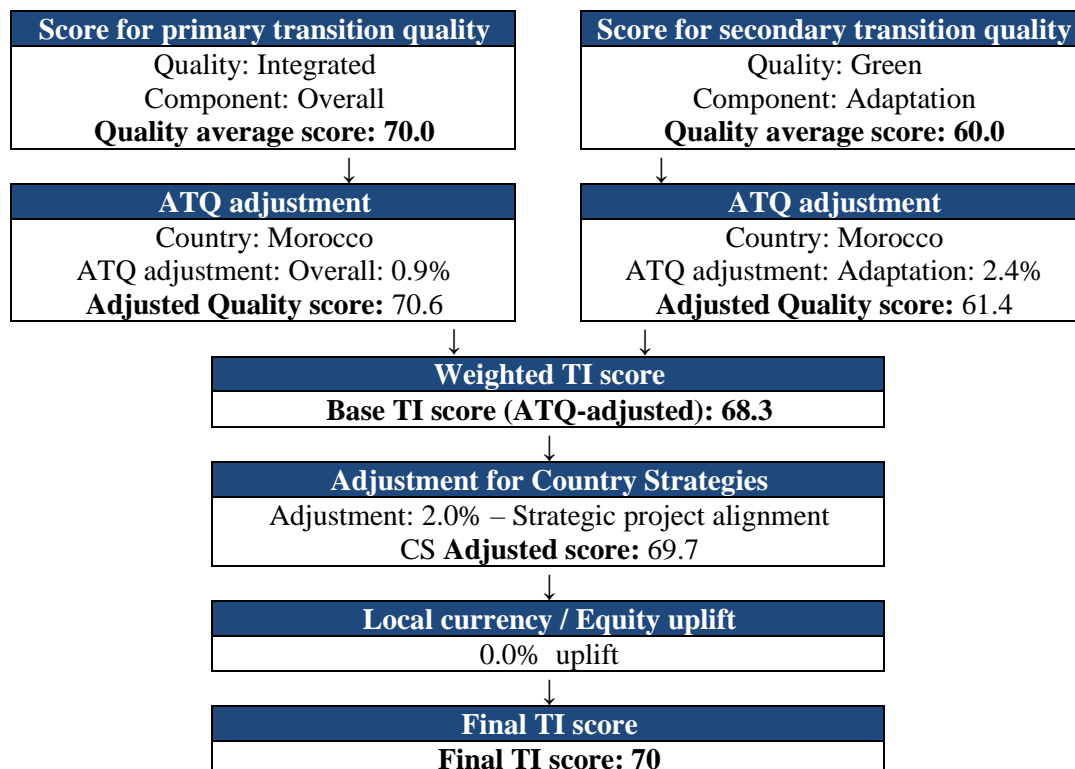 Score for primary transition quality
Quality: Integrated
Component: Overall
Quality average score: 70.0
Score for secondary transition quality
Quality: Green
Component: Adaptation
Quality average score: 60.0
↓
↓
ATQ adjustment
Country: Morocco
ATQ adjustment: Overall: 0.9%
Adjusted Quality score: 70.6
ATQ adjustment
Country: Morocco
ATQ adjustment: Adaptation: 2.4%
Adjusted Quality score: 61.4
↓
↓
Weighted TI score
Base TI score (ATQ-adjusted): 68.3
↓
Adjustment for Country Strategies
Adjustment: 2.0% – Strategic project alignment
CS Adjusted score: 69.7
↓
Local currency / Equity uplift
0.0% uplift
↓
Final TI score
Final TI score: 70